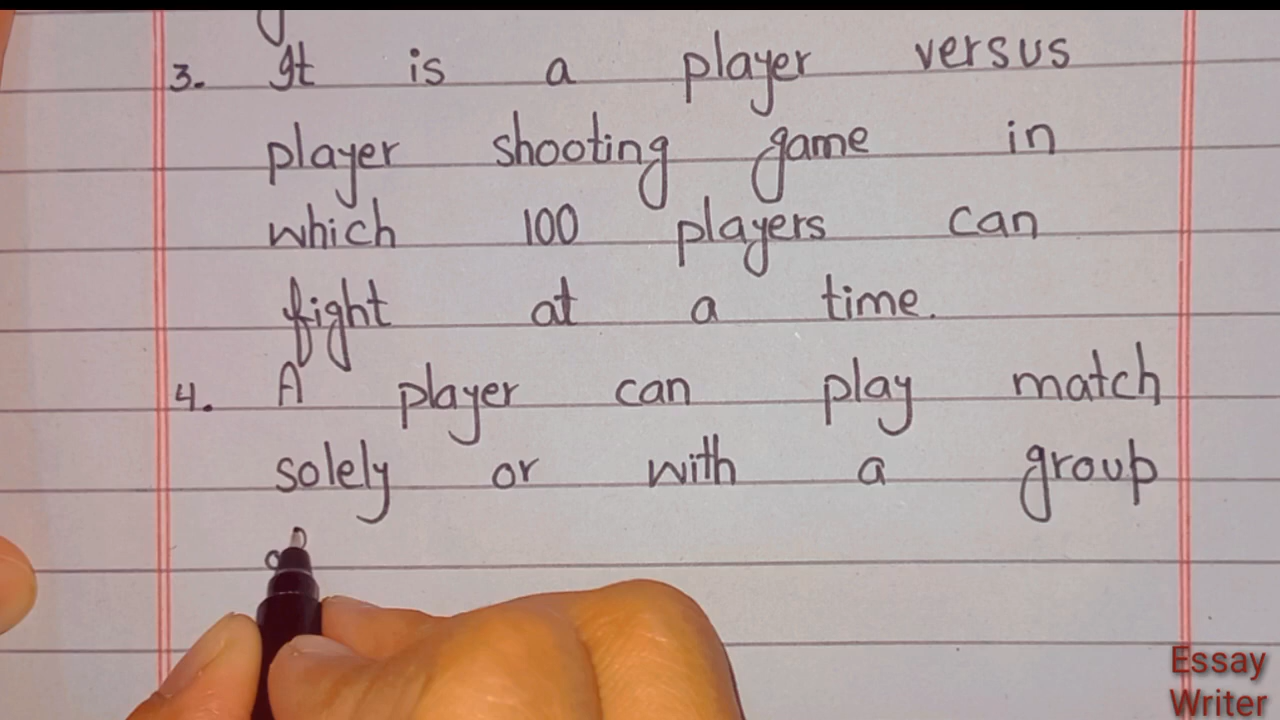 3. It is a player versus
player shooting game in
which 100 players can
fight at a time.
4. A player can play match
solely or with a group
Essay
Writer